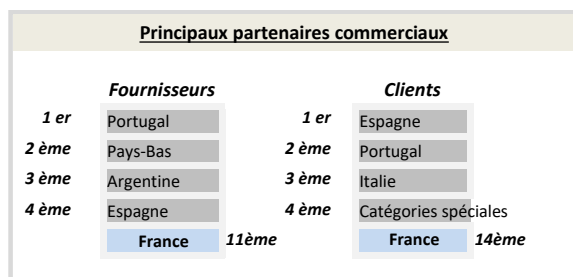 Principaux partenaires commerciaux
Fournisseurs Clients
1 er Portugal 1 er Espagne
2 ème Pays-Bas 2 ème Portugal
3 ème Argentine 3 ème Italie
4 ème Espagne 4 ème Catégories spéciales
France 11ème France 14ème